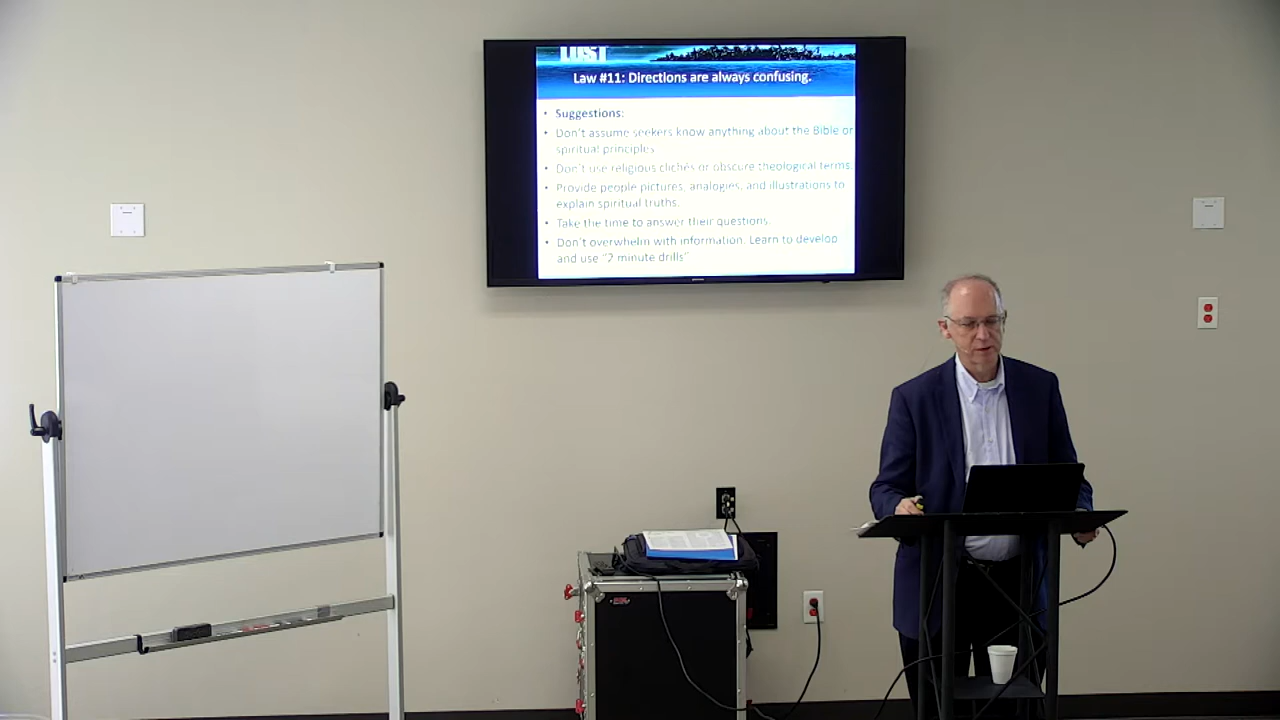 LOST
Law #11: Directions are always confusing.
• Suggestions:
• Don't assume seekers know anything about the Bible or
spiritual principles.
• Don't use religious clichés or obscure theological terms.
• Provide people pictures, analogies, and illustrations to
explain spiritual truths.
• Take the time to answer their questions.
• Don't overwhelm with information. Learn to develop
and use "2 minute drills"